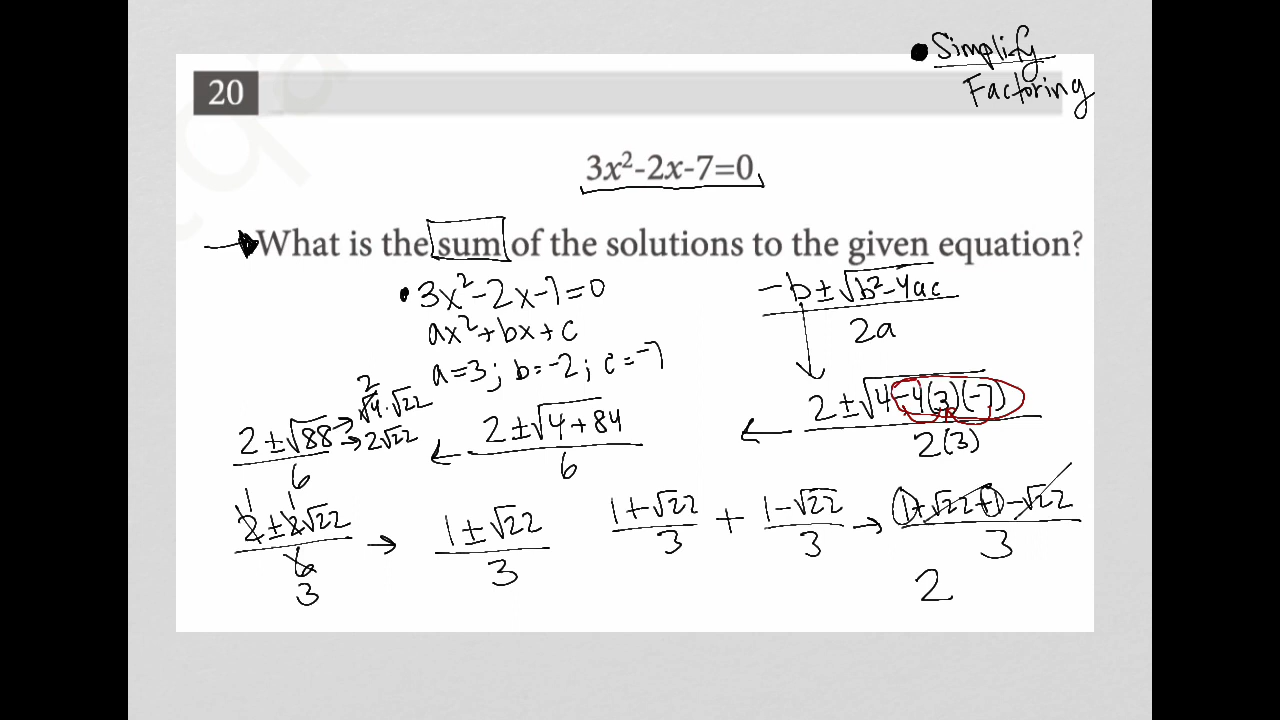 • Simplify
Factoring
20
3x²-2x-7=0
What is the sum of the solutions to the given equation?
• 3x²-2x-7=0
ax²+bx+c
a=3; b=-2; c=-7
-b±√b²-4ac
2a
2±√4-4(3)(-7)
2(3)
2±√4+84
6
2±√88
6
2
√4·√22
→2√22
1 1
2±2√22
6
3
→
1±√22
3
1+√22
3
+
1-√22
3
→
1+√22+1-√22
3
2